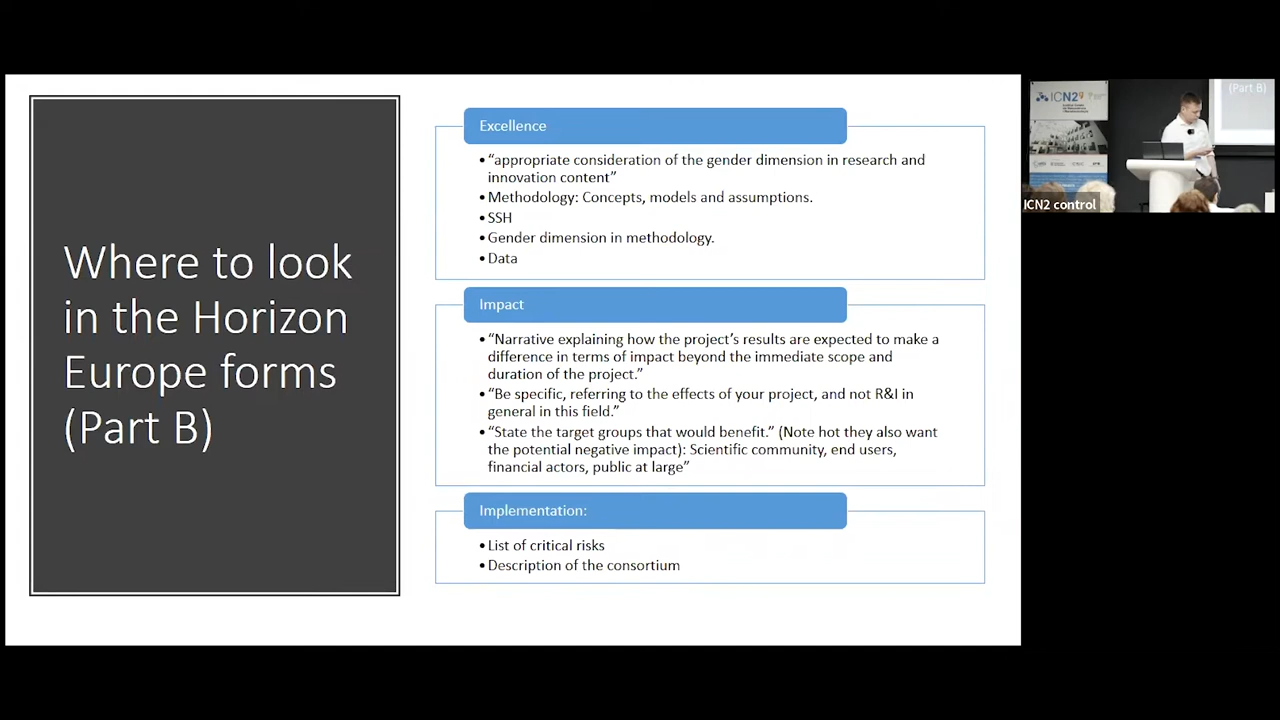 Where to look
in the Horizon
Europe forms
(Part B)
Excellence
•“appropriate consideration of the gender dimension in research and
innovation content”
•Methodology: Concepts, models and assumptions.
•SSH
•Gender dimension in methodology.
•Data
Impact
•“Narrative explaining how the project’s results are expected to make a
difference in terms of impact beyond the immediate scope and
duration of the project.”
•“Be specific, referring to the effects of your project, and not R&I in
general in this field.”
•“State the target groups that would benefit.” (Note hot they also want
the potential negative impact): Scientific community, end users,
financial actors, public at large”
Implementation:
•List of critical risks
•Description of the consortium
(Part B)
ICN2
ICN2 control